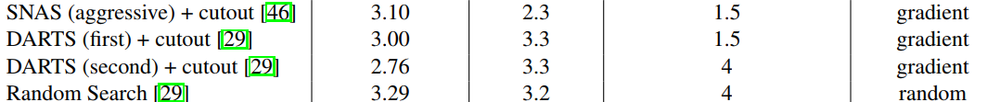 SNAS (aggressive) + cutout [46] 3.10 2.3 1.5 gradient
DARTS (first) + cutout [29] 3.00 3.3 1.5 gradient
DARTS (second) + cutout [29] 2.76 3.3 4 gradient
Random Search [29] 3.29 3.2 4 random